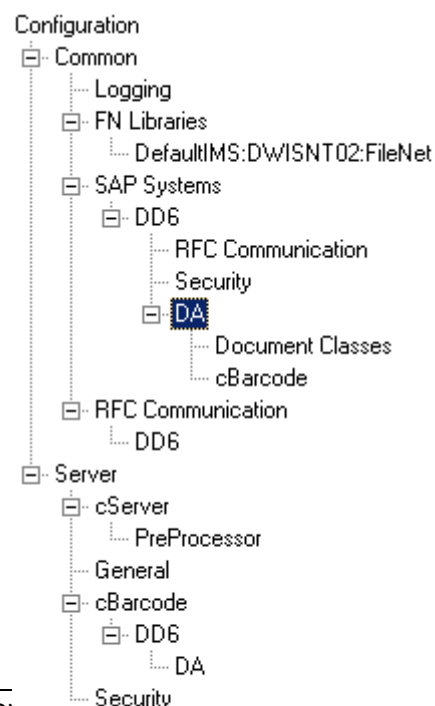 Configuration
Common
Logging
FN Libraries
DefaultIMS:DWISNT02:FileNet
SAP Systems
DD6
RFC Communication
Security
DA
Document Classes
cBarcode
RFC Communication
DD6
Server
cServer
PreProcessor
General
cBarcode
DD6
DA
Security